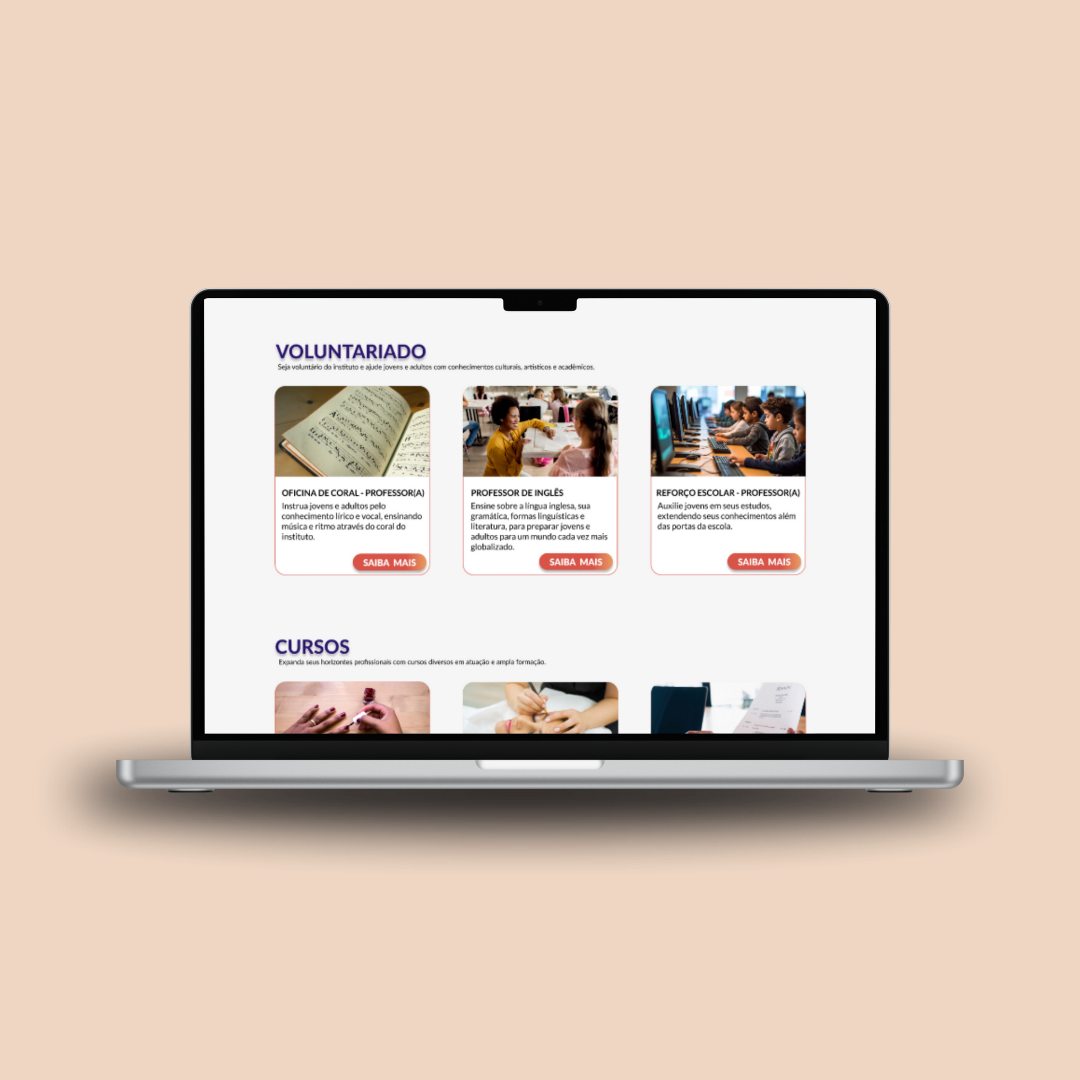 VOLUNTARIADO
Seja voluntário do instituto e ajude jovens e adultos com conhecimentos culturais, artísticos e acadêmicos.
OFICINA DE CORAL - PROFESSOR(A)
Instrua jovens e adultos pelo
conhecimento lírico e vocal, ensinando
música e ritmo através do coral do
instituto.
SAIBA MAIS
PROFESSOR DE INGLÊS
Ensine sobre a língua inglesa, sua
gramática, formas linguísticas e
literatura, para preparar jovens e
adultos para um mundo cada vez mais
globalizado.
SAIBA MAIS
REFORÇO ESCOLAR - PROFESSOR(A)
Auxilie jovens em seus estudos,
extendendo seus conhecimentos além
das portas da escola.
SAIBA MAIS
CURSOS
Expanda seus horizontes profissionais com cursos diversos em atuação e ampla formação.